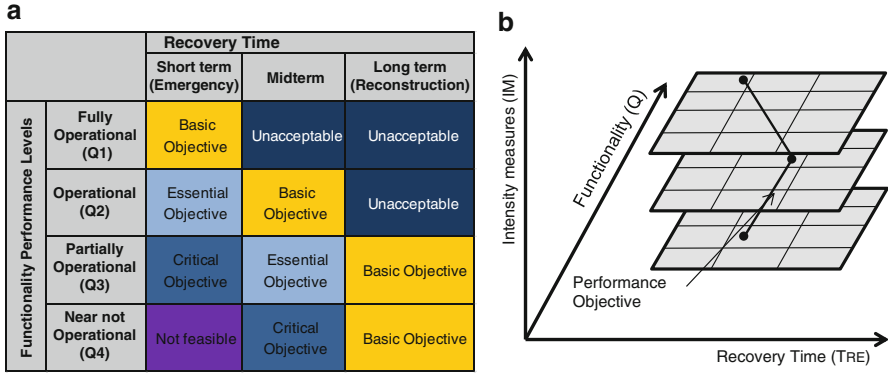 a
Recovery Time
Short term
(Emergency)
Midterm
Long term
(Reconstruction)
Functionality Performance Levels
Fully
Operational
(Q1)
Basic
Objective
Unacceptable
Unacceptable
Operational
(Q2)
Essential
Objective
Basic
Objective
Unacceptable
Partially
Operational
(Q3)
Critical
Objective
Essential
Objective
Basic Objective
Near not
Operational
(Q4)
Not feasible
Critical
Objective
Basic Objective
b
Intensity measures (IM)
Functionality (Q)
Performance
Objective
Recovery Time (TRE)